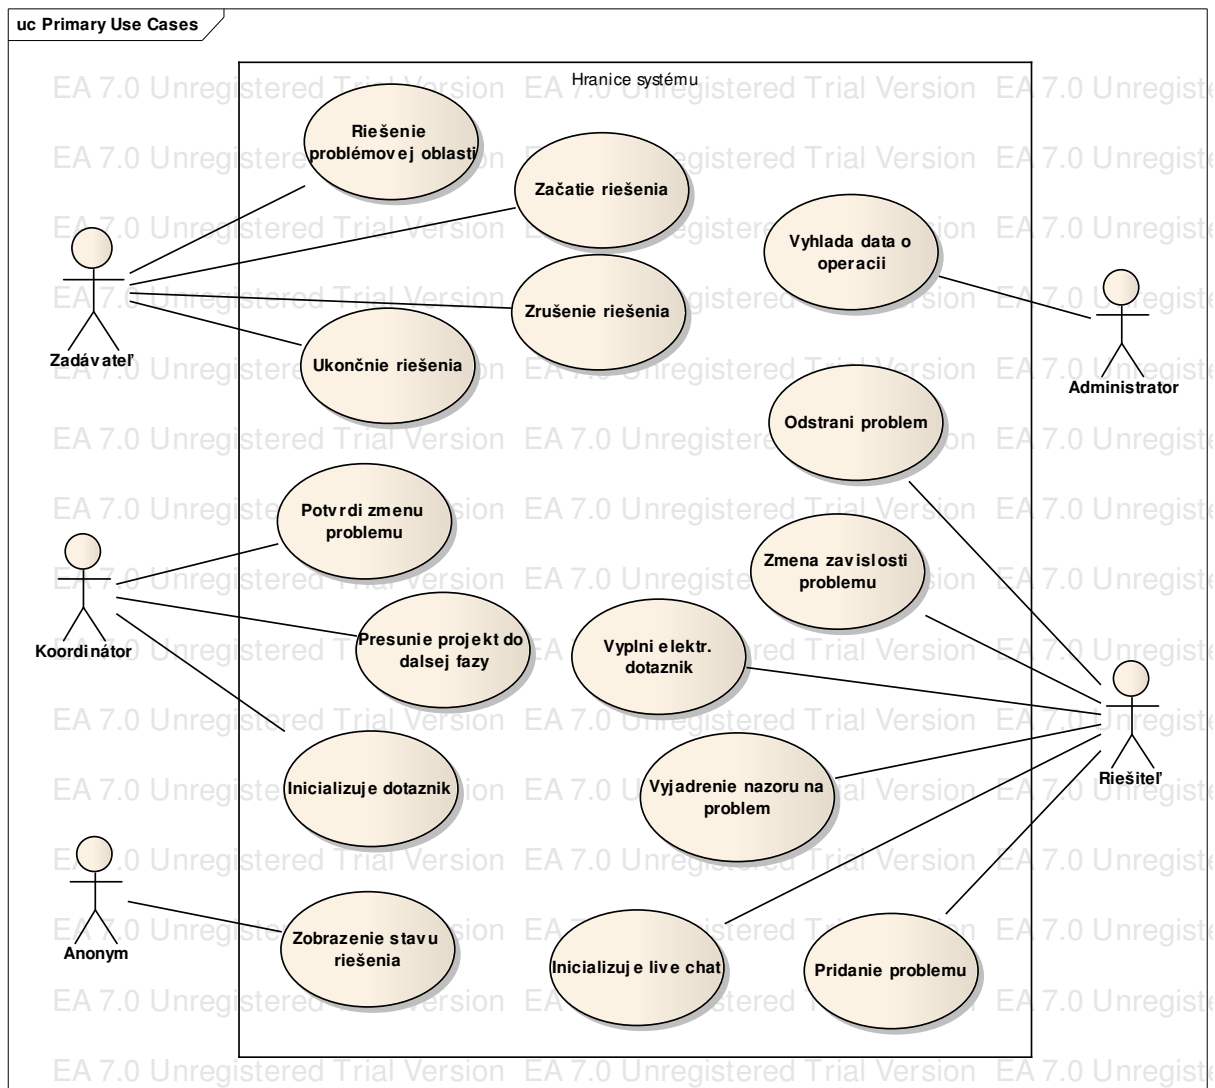 uc Primary Use Cases
Hranice systému
Riešenie
problémovej oblasti
Začatie riešenia
Vyhlada data o
operacii
Zrušenie riešenia
Zadávateľ
Ukončnie riešenia
Administrator
Odstrani problem
Potvrdi zmenu
problemu
Zmena zavislosti
problemu
Koordinátor
Presunie projekt do
dalsej fazy
Vyplni elektr.
dotaznik
Riešiteľ
Inicializuje dotaznik
Vyjadrenie nazoru na
problem
Anonym
Zobrazenie stavu
riešenia
Inicializuje live chat
Pridanie problemu
EA 7.0 Unregistered Trial Version